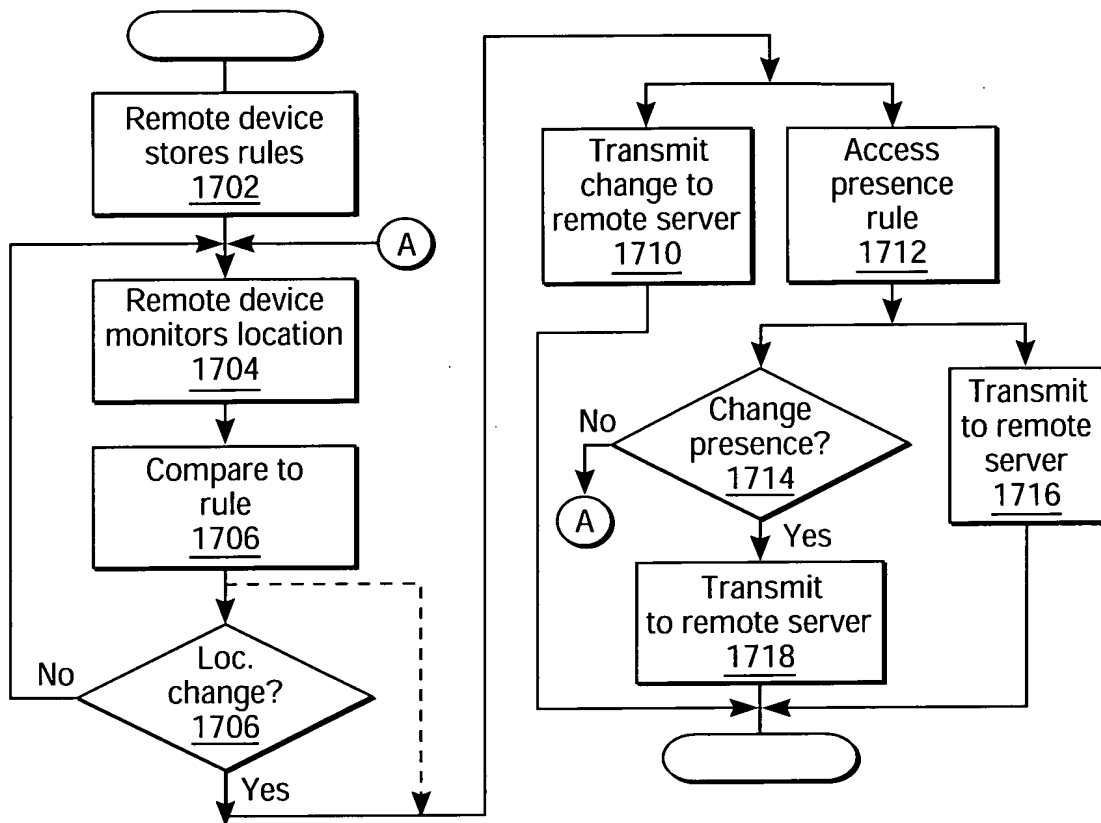 Remote device
stores rules
1702
A
Remote device
monitors location
1704
Compare to
rule
1706
No
Loc.
change?
1706
Yes
Transmit
change to
remote server
1710
Access
presence
rule
1712
No
Change
presence?
1714
A
Yes
Transmit
to remote
server
1716
Transmit
to remote server
1718